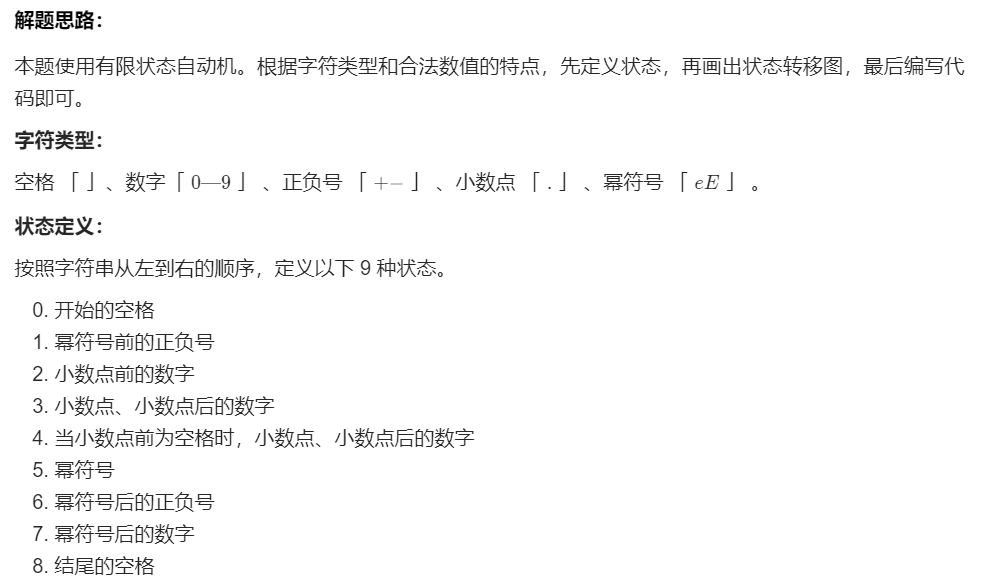 解题思路：
本题使用有限状态自动机。根据字符类型和合法数值的特点，先定义状态，再画出状态转移图，最后编写代
码即可。
字符类型：
空格 「 」、数字「 0—9 」 、正负号 「 +− 」 、小数点 「 . 」 、幂符号 「 eE 」 。
状态定义：
按照字符串从左到右的顺序，定义以下 9 种状态。
0. 开始的空格
1. 幂符号前的正负号
2. 小数点前的数字
3. 小数点、小数点后的数字
4. 当小数点前为空格时，小数点、小数点后的数字
5. 幂符号
6. 幂符号后的正负号
7. 幂符号后的数字
8. 结尾的空格